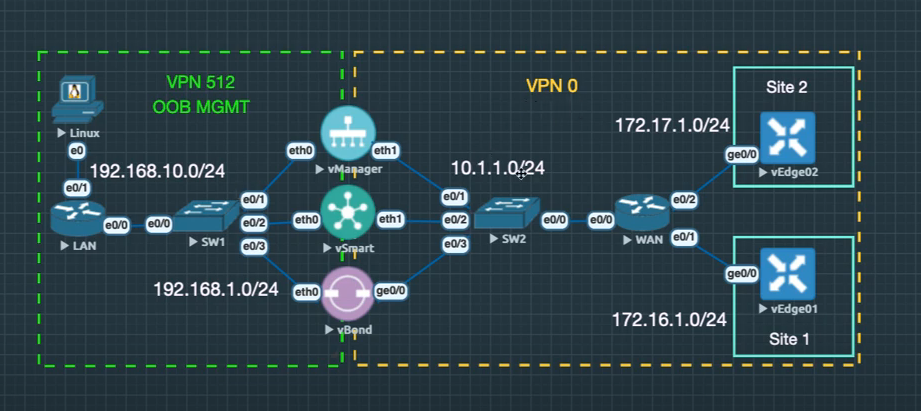 VPN 512
OOB MGMT
VPN 0
Site 2
Linux
e0
192.168.10.0/24
e0/1
LAN
e0/0
e0/0
SW1
e0/1
e0/2
e0/3
192.168.1.0/24
eth0
eth1
vManager
eth0
eth1
vSmart
eth0
ge0/0
vBond
10.1.1.0/24
e0/1
e0/2
e0/3
SW2
e0/0
e0/0
WAN
e0/2
e0/1
172.17.1.0/24
ge0/0
vEdge02
ge0/0
vEdge01
172.16.1.0/24
Site 1